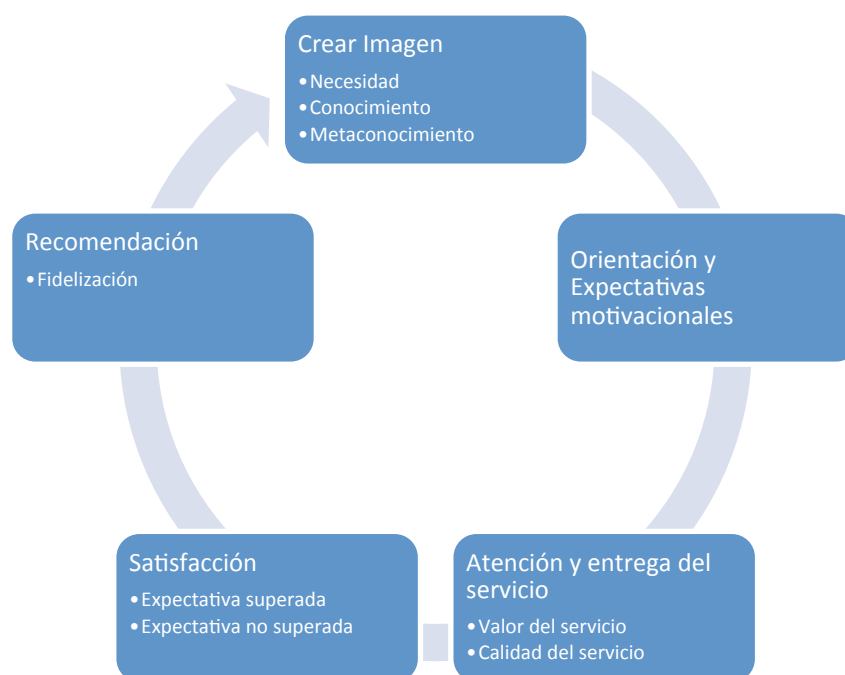 Crear Imagen
•Necesidad
•Conocimiento
•Metaconocimiento
Orientación y
Expectativas
motivacionales
Atención y entrega del
servicio
•Valor del servicio
•Calidad del servicio
Satisfacción
•Expectativa superada
•Expectativa no superada
Recomendación
•Fidelización